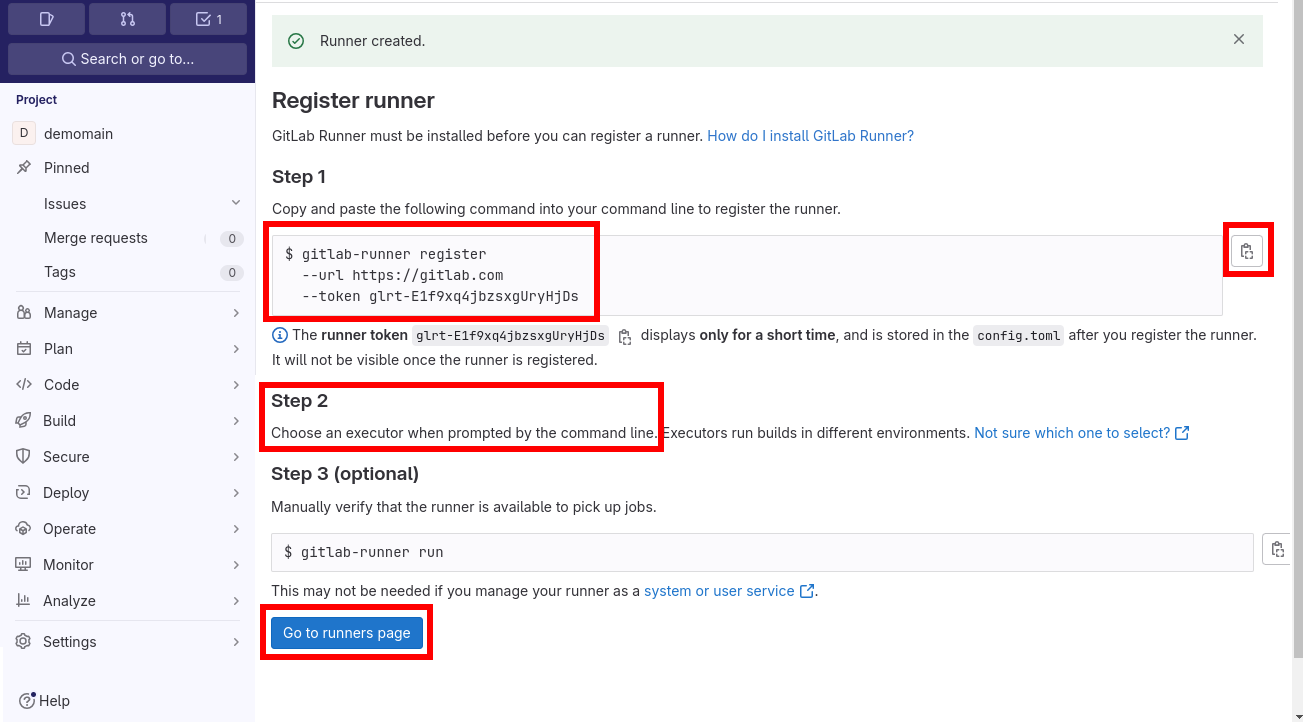 1
Search or go to...
Project
D demomain
Pinned
Issues
Merge requests 0
Tags 0
Manage
Plan
Code
Build
Secure
Deploy
Operate
Monitor
Analyze
Settings
Help
Runner created.
Register runner
GitLab Runner must be installed before you can register a runner. How do I install GitLab Runner?
Step 1
Copy and paste the following command into your command line to register the runner.
$ gitlab-runner register
--url https://gitlab.com
--token glrt-E1f9xq4jbzsxgUryHjDs
The runner token glrt-E1f9xq4jbzsxgUryHjDs displays only for a short time, and is stored in the config.toml after you register the runner.
It will not be visible once the runner is registered.
Step 2
Choose an executor when prompted by the command line. Executors run builds in different environments. Not sure which one to select?
Step 3 (optional)
Manually verify that the runner is available to pick up jobs.
$ gitlab-runner run
This may not be needed if you manage your runner as a system or user service.
Go to runners page